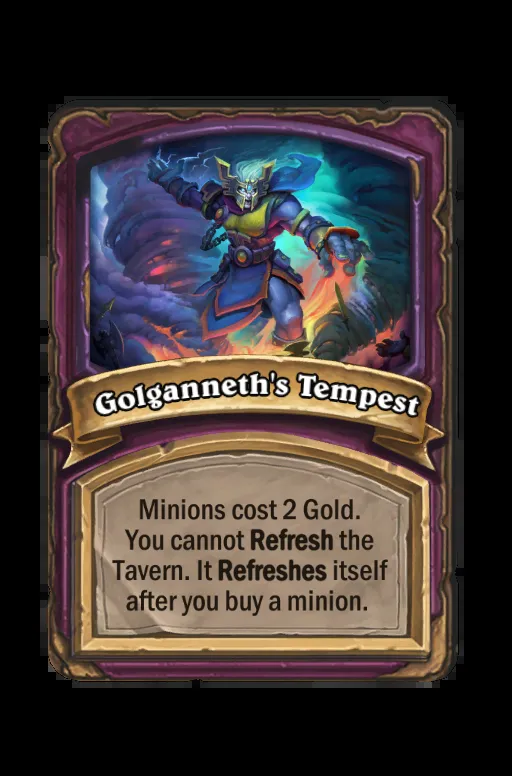 Golganneth's Tempest
Minions cost 2 Gold.
You cannot Refresh the
Tavern. It Refreshes itself
after you buy a minion.